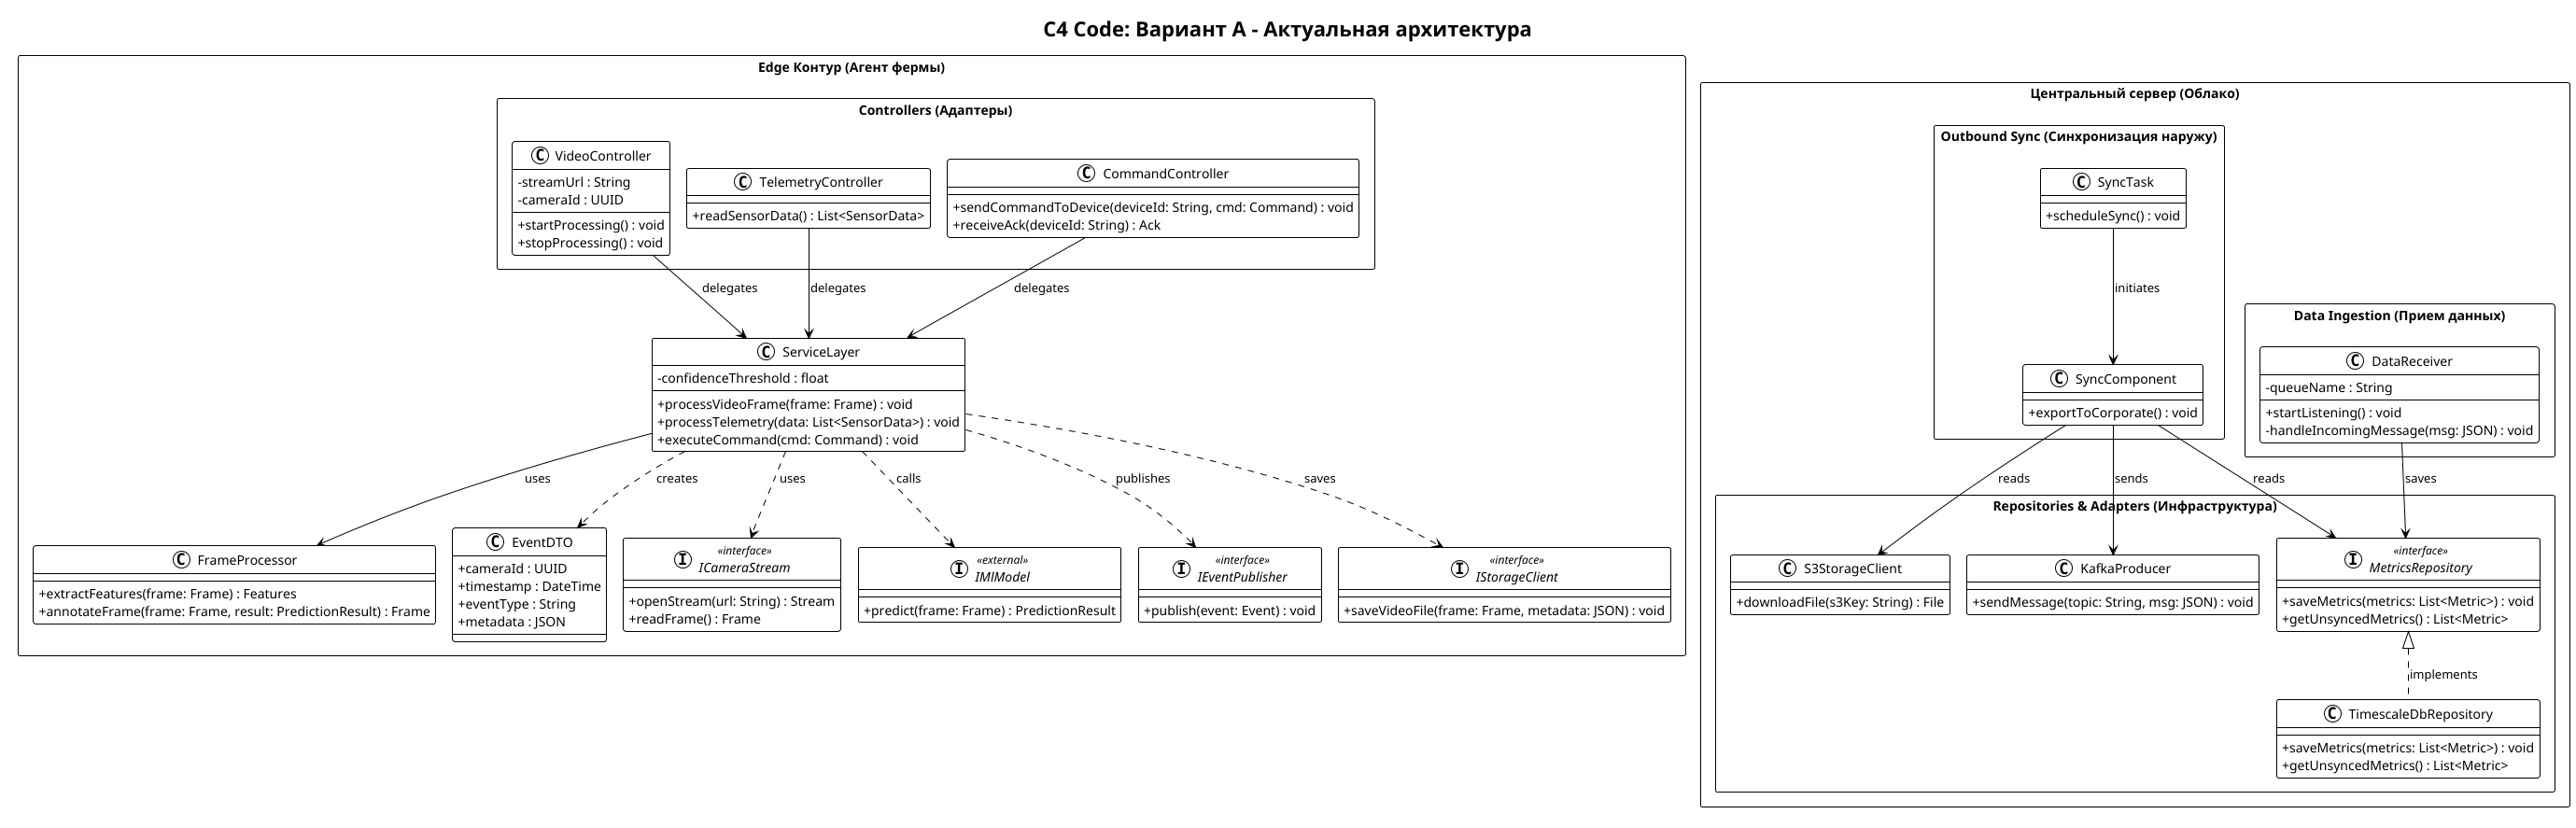 C4 Code: Вариант А - Актуальная архитектура
Edge Контур (Агент фермы)
Controllers (Адаптеры)
C VideoController
-streamUrl : String
-cameraId : UUID
+startProcessing() : void
+stopProcessing() : void
C TelemetryController
+readSensorData() : List<SensorData>
C CommandController
+sendCommandToDevice(deviceId: String, cmd: Command) : void
+receiveAck(deviceId: String) : Ack
delegates
delegates
delegates
C ServiceLayer
-confidenceThreshold : float
+processVideoFrame(frame: Frame) : void
+processTelemetry(data: List<SensorData>) : void
+executeCommand(cmd: Command) : void
uses
creates
uses
calls
publishes
saves
C FrameProcessor
+extractFeatures(frame: Frame) : Features
+annotateFrame(frame: Frame, result: PredictionResult) : Frame
C EventDTO
+cameraId : UUID
+timestamp : DateTime
+eventType : String
+metadata : JSON
«interface»
I ICameraStream
+openStream(url: String) : Stream
+readFrame() : Frame
«external»
I IMlModel
+predict(frame: Frame) : PredictionResult
«interface»
I IEventPublisher
+publish(event: Event) : void
«interface»
I IStorageClient
+saveVideoFile(frame: Frame, metadata: JSON) : void
Центральный сервер (Облако)
Outbound Sync (Синхронизация наружу)
C SyncTask
+scheduleSync() : void
initiates
C SyncComponent
+exportToCorporate() : void
Data Ingestion (Прием данных)
C DataReceiver
-queueName : String
+startListening() : void
-handleIncomingMessage(msg: JSON) : void
reads
sends
reads
saves
Repositories & Adapters (Инфраструктура)
C S3StorageClient
+downloadFile(s3Key: String) : File
C KafkaProducer
+sendMessage(topic: String, msg: JSON) : void
«interface»
I MetricsRepository
+saveMetrics(metrics: List<Metric>) : void
+getUnsyncedMetrics() : List<Metric>
implements
C TimescaleDbRepository
+saveMetrics(metrics: List<Metric>) : void
+getUnsyncedMetrics() : List<Metric>